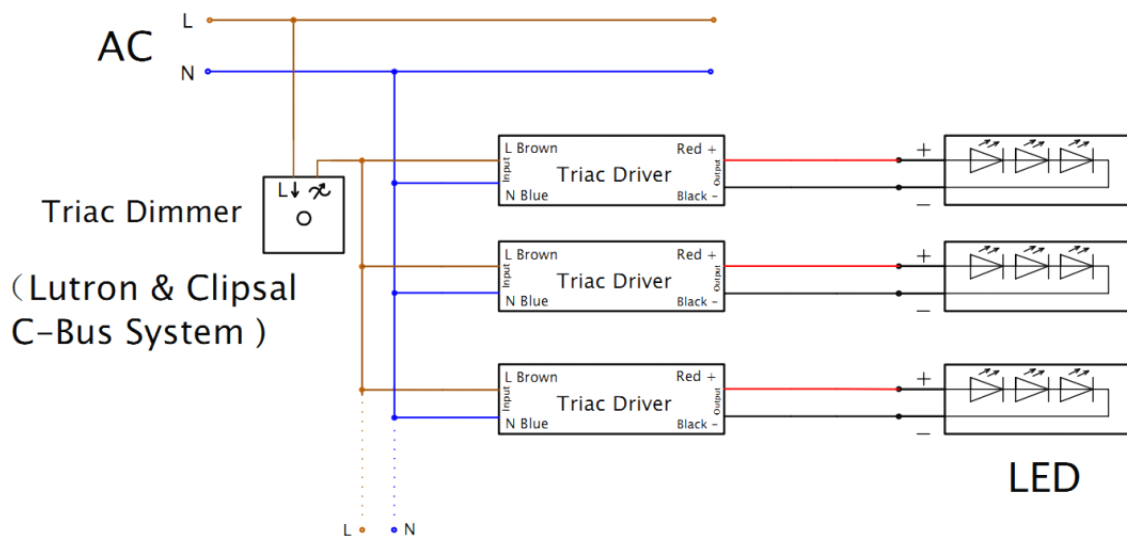 L
AC
N
L Brown
Red +
Input
Triac Driver
Output
N Blue
Black -
L
Triac Dimmer
(Lutron & Clipsal
C-Bus System )
+
−
L Brown
Red +
Input
Triac Driver
Output
N Blue
Black -
+
−
L Brown
Red +
Input
Triac Driver
Output
N Blue
Black -
+
−
LED
L
N